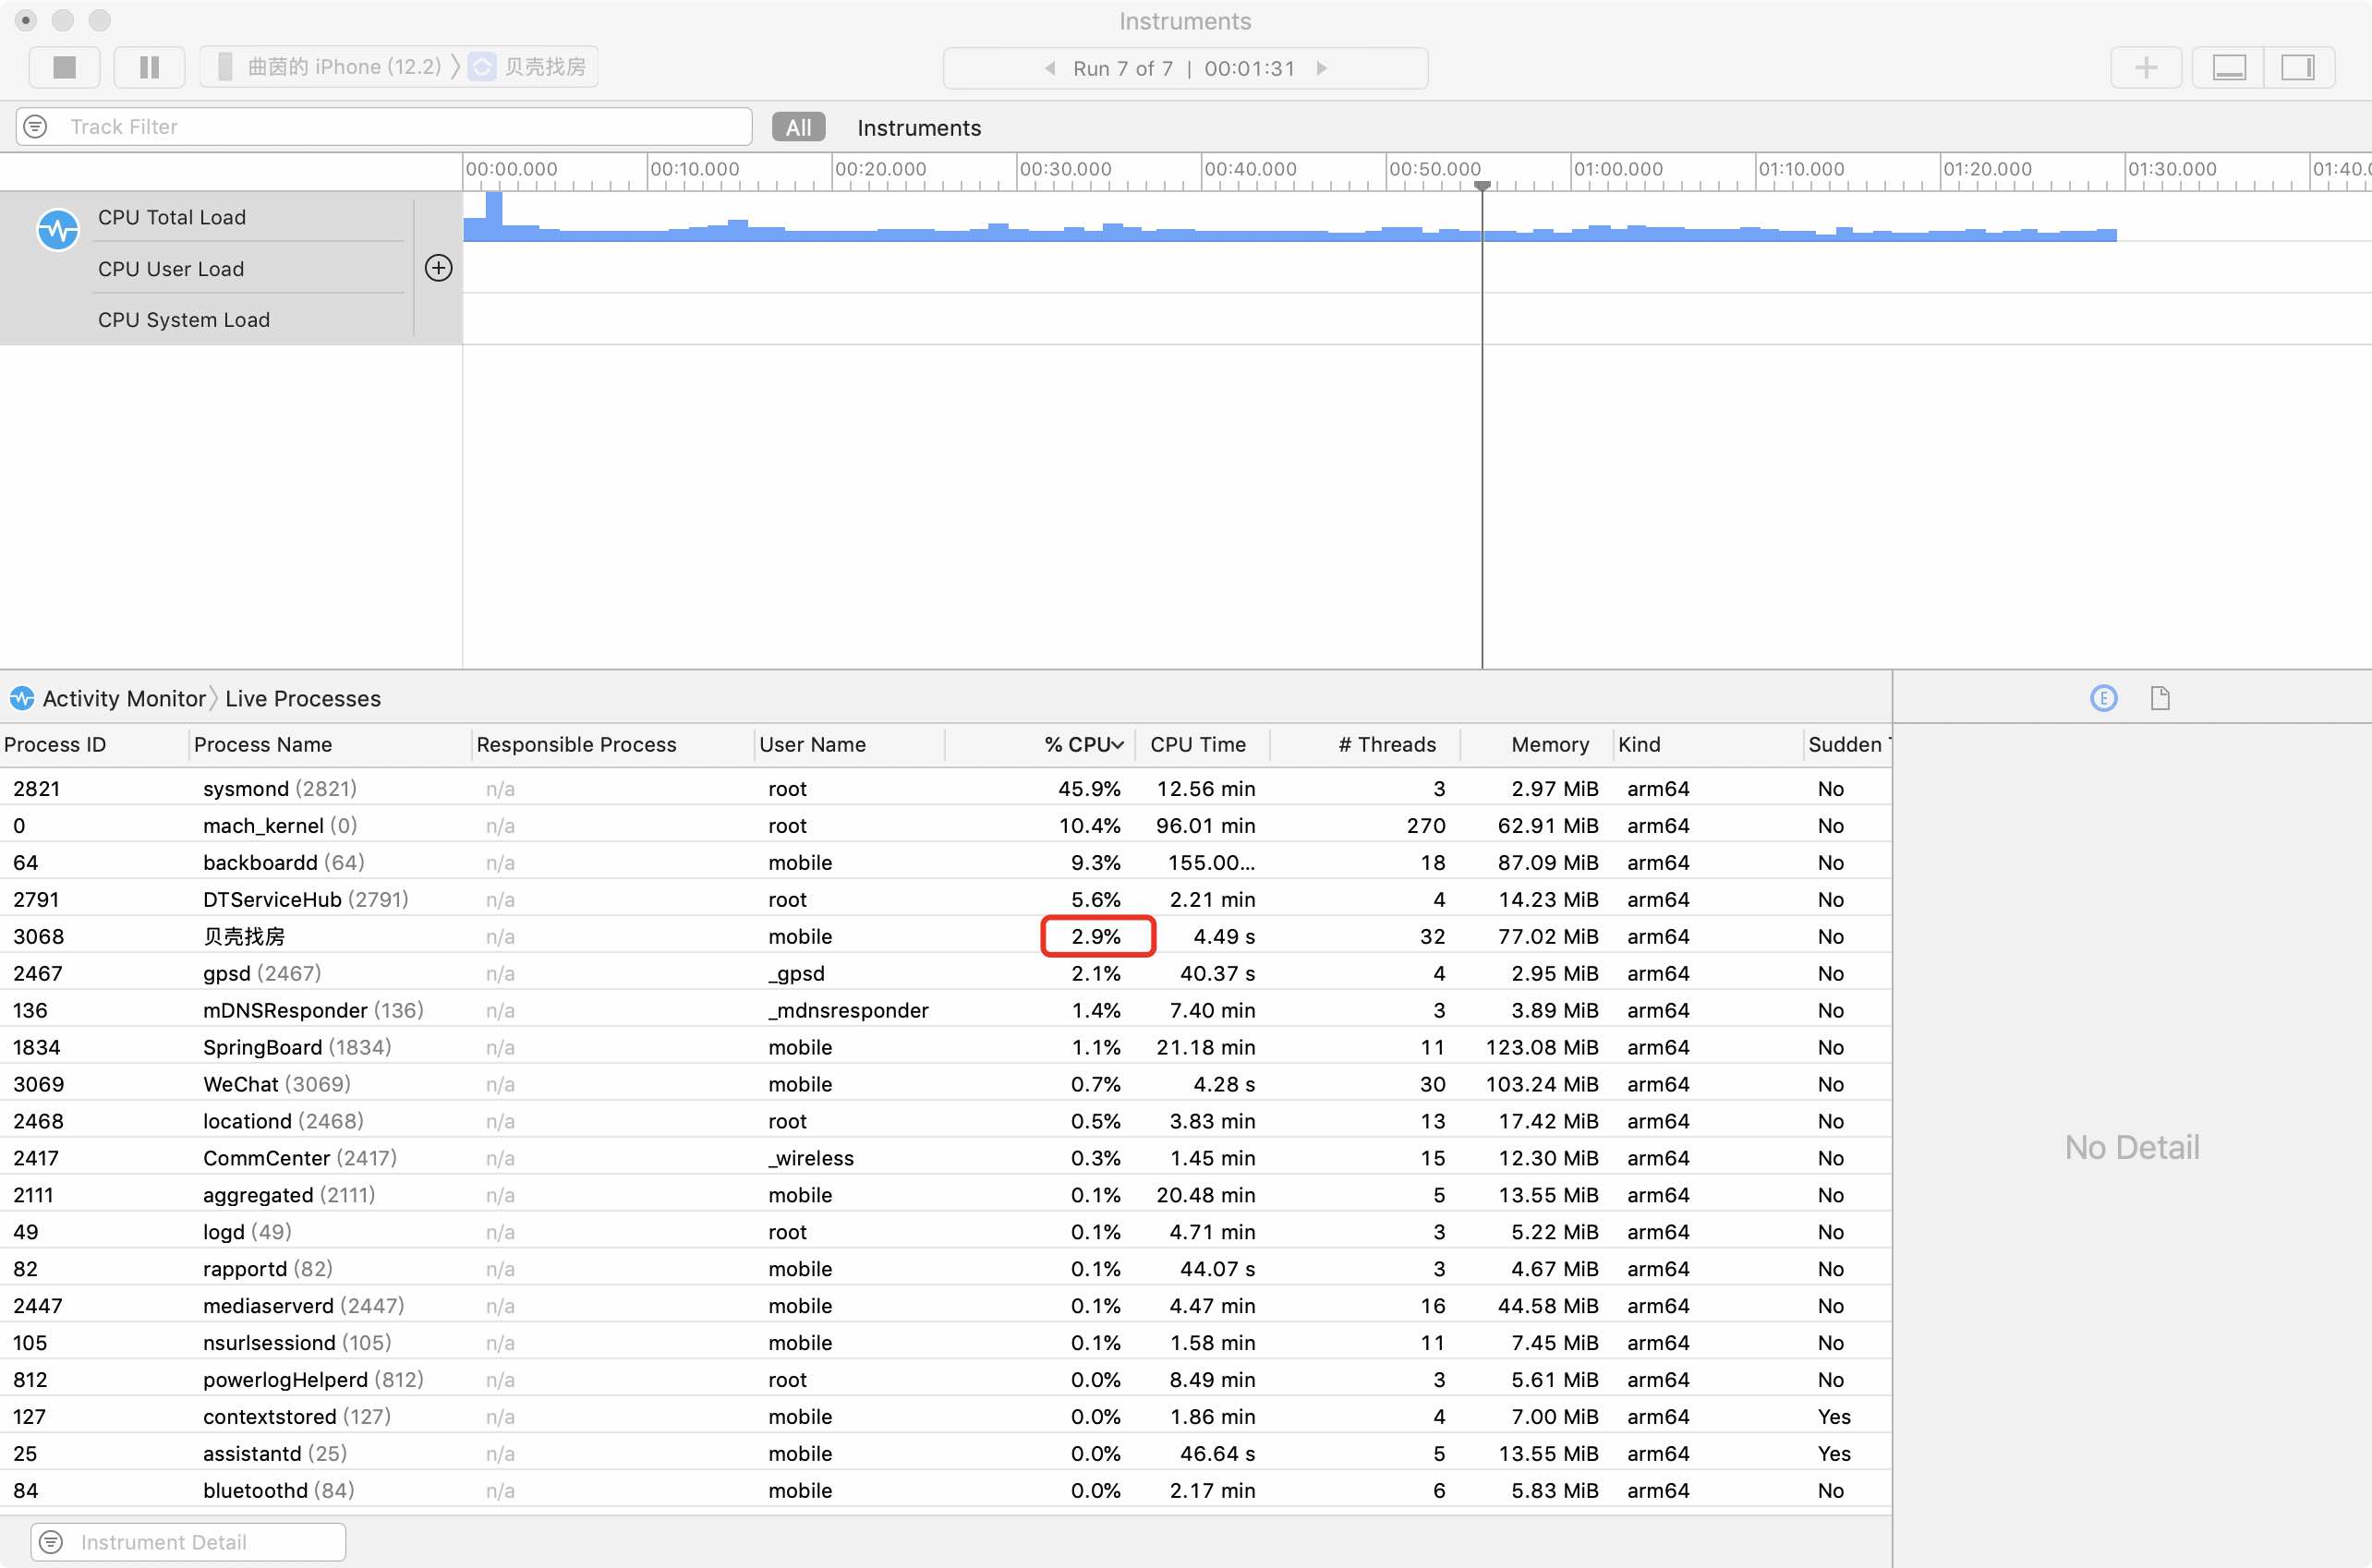 Instruments
曲茵的 iPhone (12.2) 〉 贝壳找房
Run 7 of 7 | 00:01:31
Track Filter
All Instruments
00:00.000 00:10.000 00:20.000 00:30.000 00:40.000 00:50.000 01:00.000 01:10.000 01:20.000 01:30.000 01:40.0
CPU Total Load
CPU User Load
CPU System Load
Activity Monitor 〉 Live Processes
Process ID Process Name Responsible Process User Name % CPU CPU Time # Threads Memory Kind Sudden
2821 sysmond (2821) n/a root 45.9% 12.56 min 3 2.97 MiB arm64 No
0 mach_kernel (0) n/a root 10.4% 96.01 min 270 62.91 MiB arm64 No
64 backboardd (64) n/a mobile 9.3% 155.00... 18 87.09 MiB arm64 No
2791 DTServiceHub (2791) n/a root 5.6% 2.21 min 4 14.23 MiB arm64 No
3068 贝壳找房 n/a mobile 2.9% 4.49 s 32 77.02 MiB arm64 No
2467 gpsd (2467) n/a _gpsd 2.1% 40.37 s 4 2.95 MiB arm64 No
136 mDNSResponder (136) n/a _mdnsresponder 1.4% 7.40 min 3 3.89 MiB arm64 No
1834 SpringBoard (1834) n/a mobile 1.1% 21.18 min 11 123.08 MiB arm64 No
3069 WeChat (3069) n/a mobile 0.7% 4.28 s 30 103.24 MiB arm64 No
2468 locationd (2468) n/a root 0.5% 3.83 min 13 17.42 MiB arm64 No
2417 CommCenter (2417) n/a _wireless 0.3% 1.45 min 15 12.30 MiB arm64 No
2111 aggregated (2111) n/a mobile 0.1% 20.48 min 5 13.55 MiB arm64 No
49 logd (49) n/a root 0.1% 4.71 min 3 5.22 MiB arm64 No
82 rapportd (82) n/a mobile 0.1% 44.07 s 3 4.67 MiB arm64 No
2447 mediaserverd (2447) n/a mobile 0.1% 4.47 min 16 44.58 MiB arm64 No
105 nsurlsessiond (105) n/a mobile 0.1% 1.58 min 11 7.45 MiB arm64 No
812 powerlogHelperd (812) n/a root 0.0% 8.49 min 3 5.61 MiB arm64 No
127 contextstored (127) n/a mobile 0.0% 1.86 min 4 7.00 MiB arm64 Yes
25 assistantd (25) n/a mobile 0.0% 46.64 s 5 13.55 MiB arm64 Yes
84 bluetoothd (84) n/a mobile 0.0% 2.17 min 6 5.83 MiB arm64 No
E
No Detail
Instrument Detail